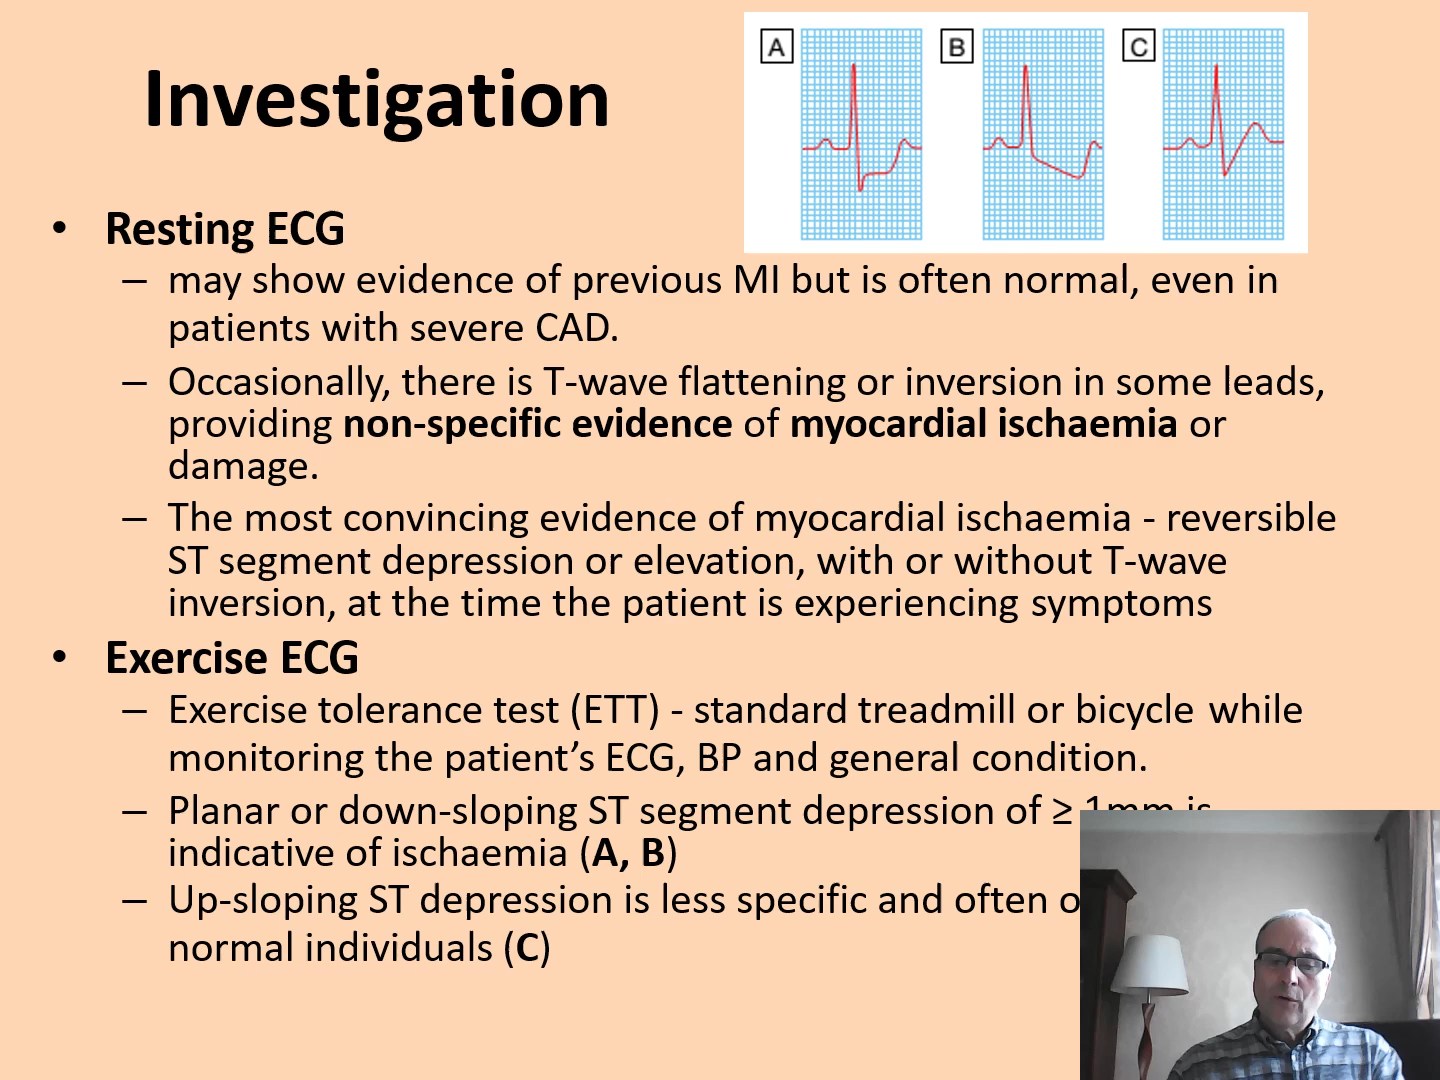 Investigation
A B C
• Resting ECG
– may show evidence of previous MI but is often normal, even in
patients with severe CAD.
– Occasionally, there is T-wave flattening or inversion in some leads,
providing non-specific evidence of myocardial ischaemia or
damage.
– The most convincing evidence of myocardial ischaemia - reversible
ST segment depression or elevation, with or without T-wave
inversion, at the time the patient is experiencing symptoms
• Exercise ECG
– Exercise tolerance test (ETT) - standard treadmill or bicycle while
monitoring the patient’s ECG, BP and general condition.
– Planar or down-sloping ST segment depression of ≥ 1mm is
indicative of ischaemia (A, B)
– Up-sloping ST depression is less specific and often
normal individuals (C)